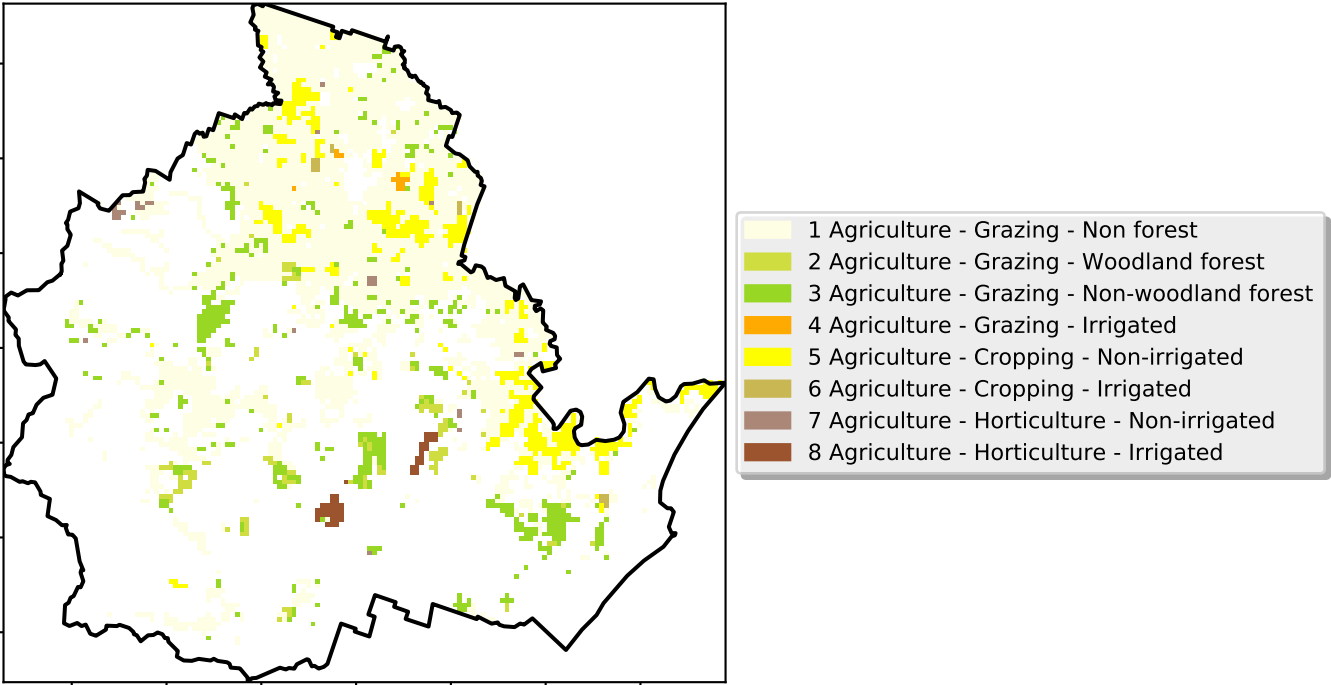 1 Agriculture - Grazing - Non forest
2 Agriculture - Grazing - Woodland forest
3 Agriculture - Grazing - Non-woodland forest
4 Agriculture - Grazing - Irrigated
5 Agriculture - Cropping - Non-irrigated
6 Agriculture - Cropping - Irrigated
7 Agriculture - Horticulture - Non-irrigated
8 Agriculture - Horticulture - Irrigated